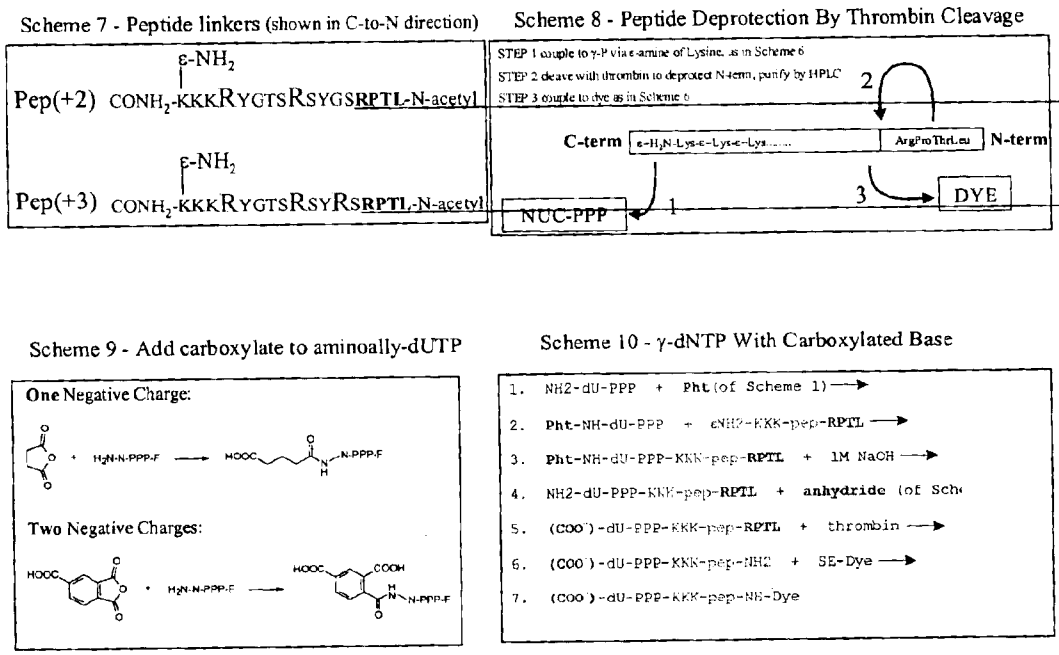 Scheme 7 - Peptide linkers (shown in C-to-N direction)
ε-NH2
Pep(+2) CONH2-KKKRYGTSRSYGSRPTL-N-acetyl
ε-NH2
Pep(+3) CONH2-KKKRYGTSRSYRSRPTL-N-acetyl
Scheme 8 - Peptide Deprotection By Thrombin Cleavage
STEP 1 couple to γ-P via ε-amine of Lysine, as in Scheme 6
STEP 2 cleave with thrombin to deprotect N-term, purify by HPLC
STEP 3 couple to dye as in Scheme 6
2
C-term ε-H2N-Lys-ε-Lys-ε-Lys........ ArgProThrLeu N-term
NUC-PPP 1 3 DYE
Scheme 9 - Add carboxylate to aminoally-dUTP
One Negative Charge:
O O O + H2N-N-PPP-F HOOC O N H N-PPP-F
Two Negative Charges:
HOOC O O O • H2N-N-PPP-F HOOC COOH O N H N-PPP-F
Scheme 10 - γ-dNTP With Carboxylated Base
1. NH2-dU-PPP + Pht (of Scheme 1)
2. Pht-NH-dU-PPP + εNH2-KKK-pep-RPTL
3. Pht-NH-dU-PPP-KKK-pep-RPTL + 1M NaOH
4. NH2-dU-PPP-KKK-pep-RPTL + anhydride (of Sch
5. (COO-)-dU-PPP-KKK-pep-RPTL + thrombin
6. (COO-)-dU-PPP-KKK-pep-NH2 + SE-Dye
7. (COO-)-dU-PPP-KKK-pep-NH-Dye